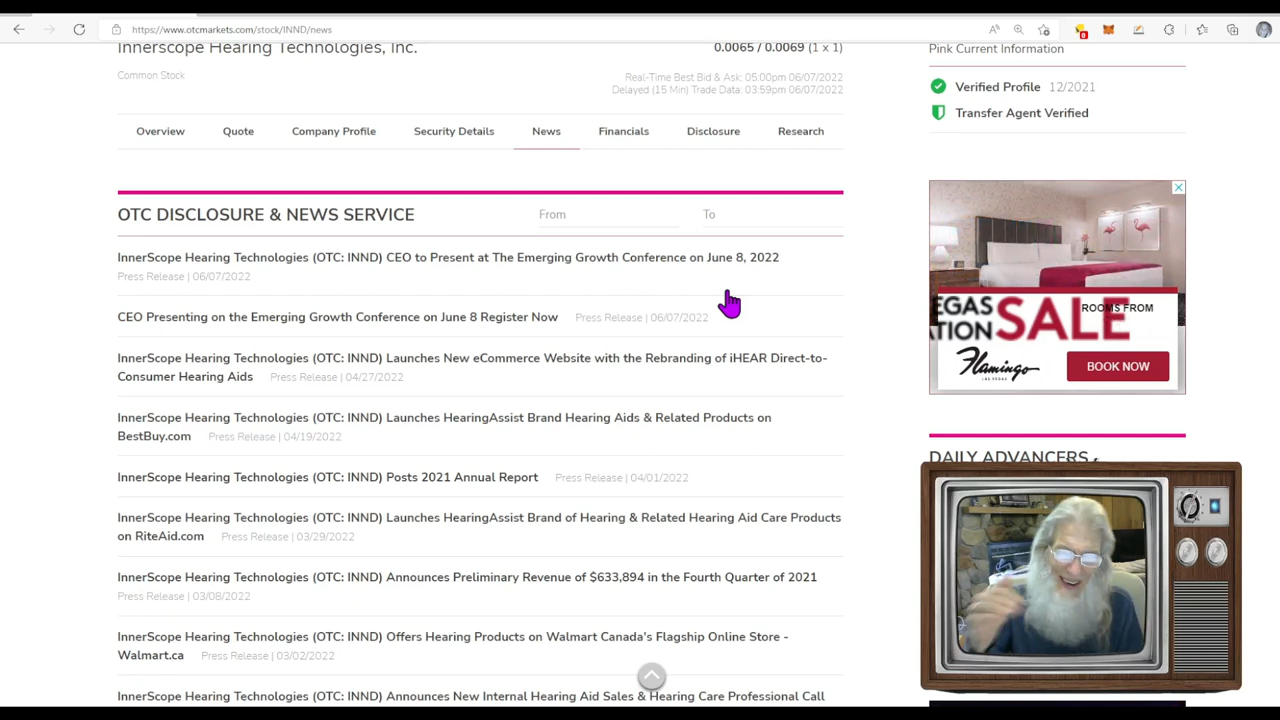 https://www.otcmarkets.com/stock/INND/news
Innerscope Hearing Technologies, Inc.
0.0065 / 0.0069 (1 x 1)
Common Stock
Real-Time Best Bid & Ask: 05:00pm 06/07/2022
Delayed (15 Min) Trade Data: 03:59pm 06/07/2022
Pink Current Information
Verified Profile 12/2021
Transfer Agent Verified
Overview Quote Company Profile Security Details News Financials Disclosure Research
OTC DISCLOSURE & NEWS SERVICE From To
InnerScope Hearing Technologies (OTC: INND) CEO to Present at The Emerging Growth Conference on June 8, 2022
Press Release | 06/07/2022
CEO Presenting on the Emerging Growth Conference on June 8 Register Now Press Release | 06/07/2022
InnerScope Hearing Technologies (OTC: INND) Launches New eCommerce Website with the Rebranding of iHEAR Direct-to-
Consumer Hearing Aids Press Release | 04/27/2022
InnerScope Hearing Technologies (OTC: INND) Launches HearingAssist Brand Hearing Aids & Related Products on
BestBuy.com Press Release | 04/19/2022
InnerScope Hearing Technologies (OTC: INND) Posts 2021 Annual Report Press Release | 04/01/2022
InnerScope Hearing Technologies (OTC: INND) Launches HearingAssist Brand of Hearing & Related Hearing Aid Care Products
on RiteAid.com Press Release | 03/29/2022
InnerScope Hearing Technologies (OTC: INND) Announces Preliminary Revenue of $633,894 in the Fourth Quarter of 2021
Press Release | 03/08/2022
InnerScope Hearing Technologies (OTC: INND) Offers Hearing Products on Walmart Canada's Flagship Online Store -
Walmart.ca Press Release | 03/02/2022
InnerScope Hearing Technologies (OTC: INND) Announces New Internal Hearing Aid Sales & Hearing Care Professional Call
EGAS
ATION
SALE
ROOMS FROM
Flamingo
LAS VEGAS
BOOK NOW
DAILY ADVANCERS